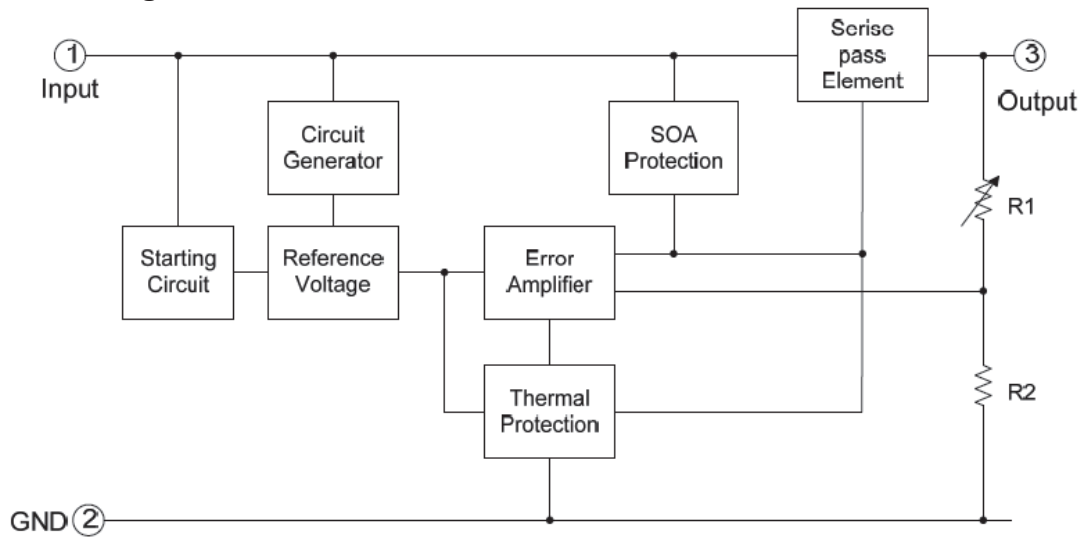 Serise
pass
Element
1
Input
3
Output
Circuit
Generator
SOA
Protection
R1
Starting
Circuit
Reference
Voltage
Error
Amplifier
Thermal
Protection
R2
GND 2